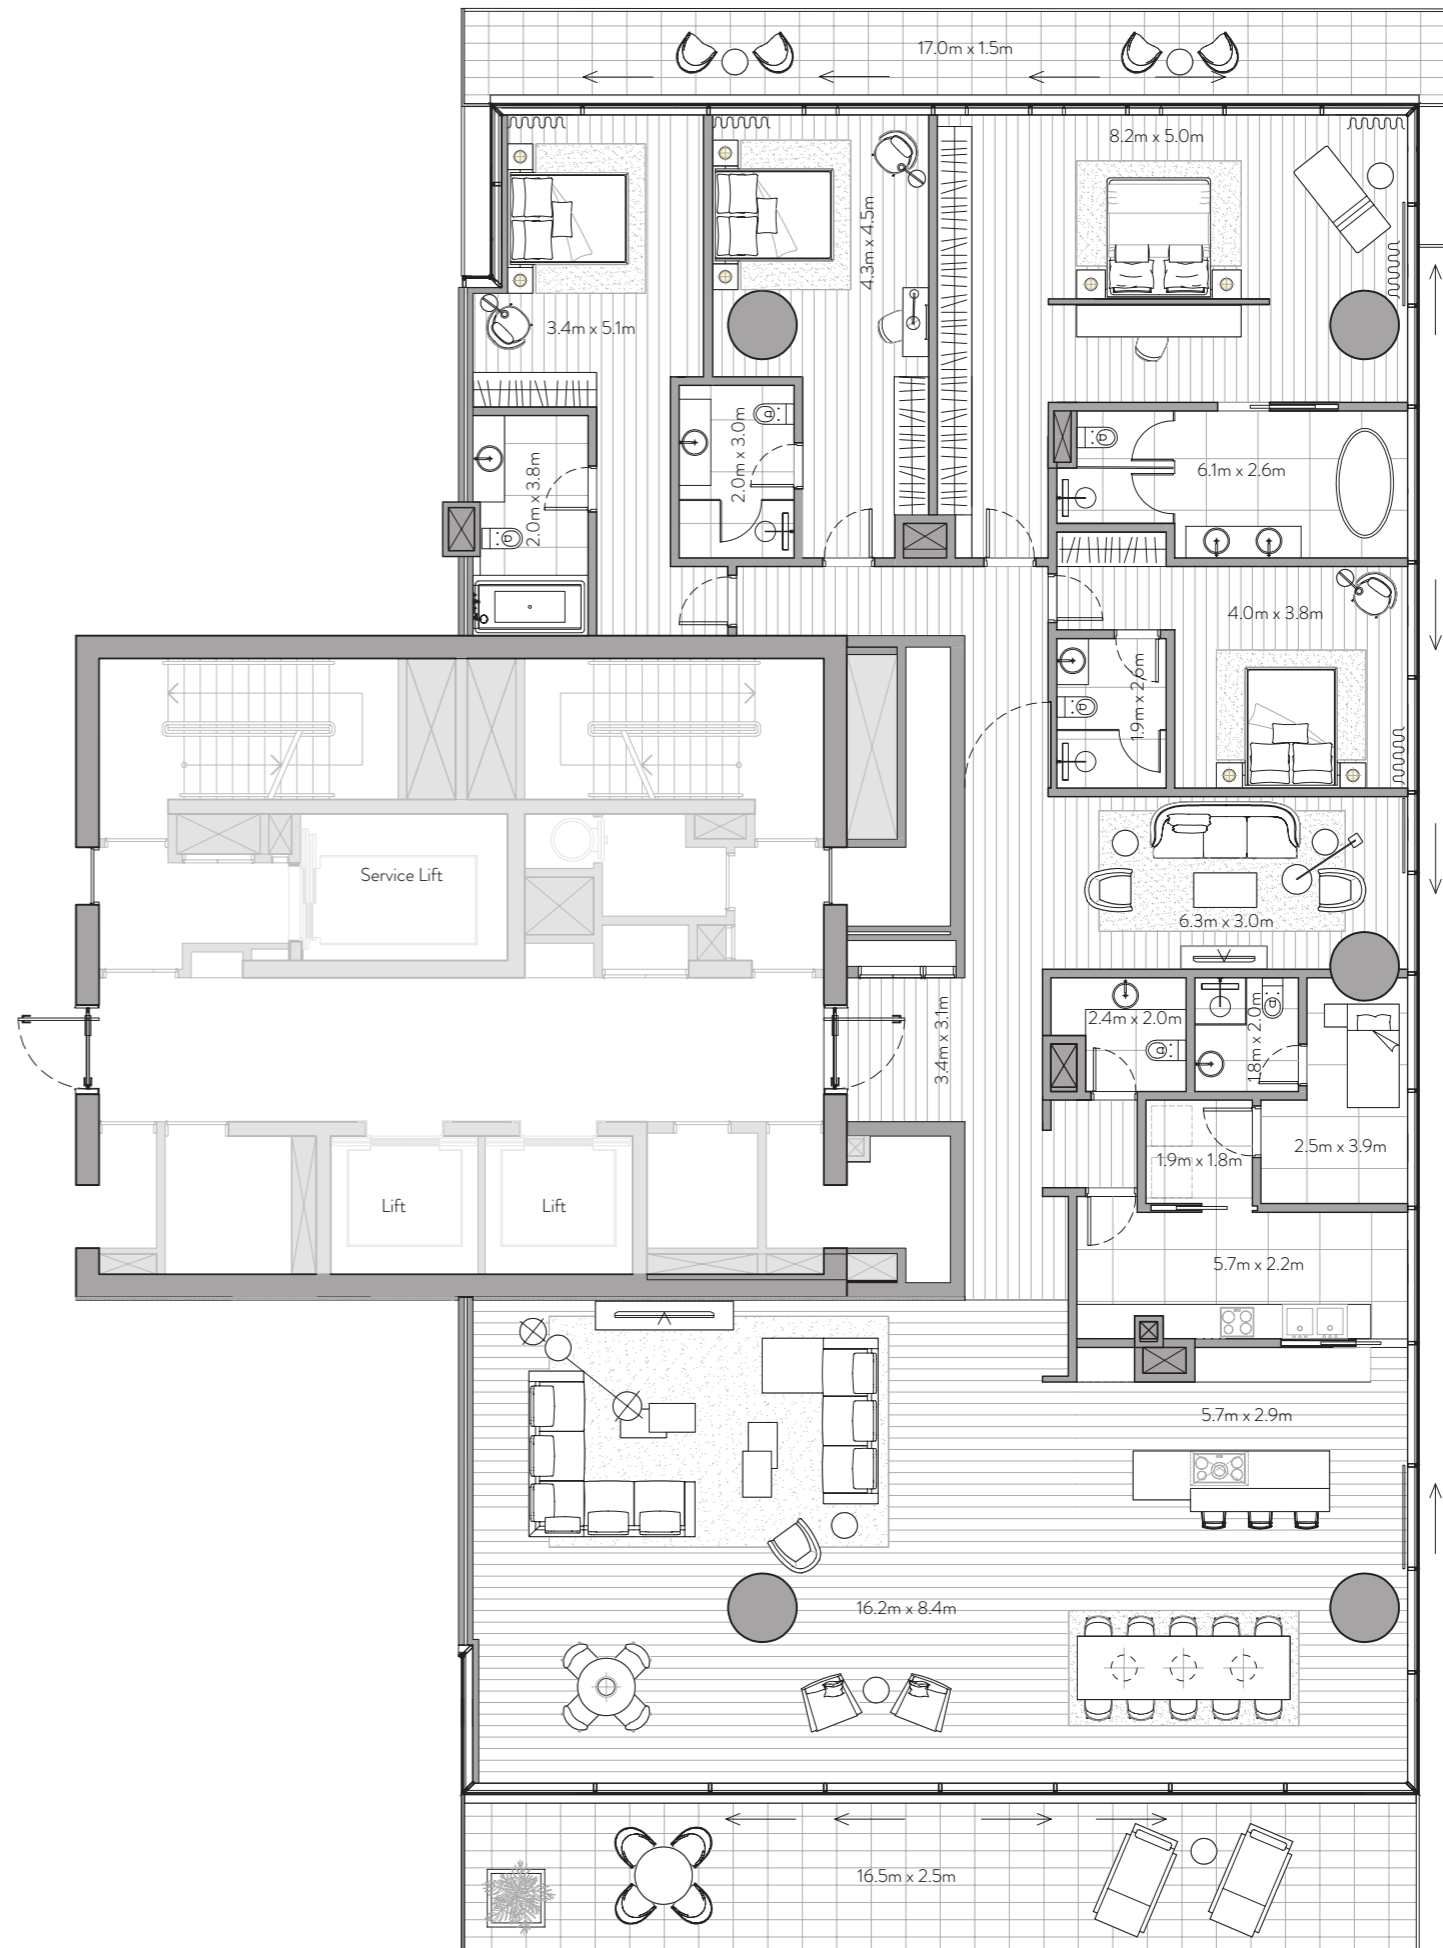 17.0m x 1.5m
8.2m x 5.0m
4.3m x 4.5m
3.4m x 5.1m
2.0m x 3.0m
2.0m x 3.8m
6.1m x 2.6m
4.0m x 3.8m
1.9m x 2.6m
Service Lift
6.3m x 3.0m
3.4m x 3.1m
2.4m x 2.0m
1.8m x 2.0m
1.9m x 1.8m
2.5m x 3.9m
Lift
Lift
5.7m x 2.2m
5.7m x 2.9m
16.2m x 8.4m
16.5m x 2.5m